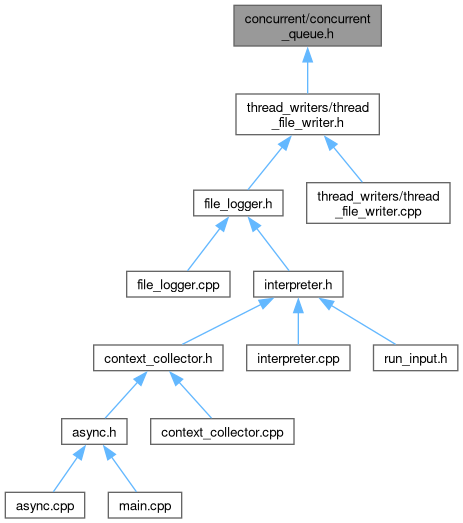 concurrent/concurrent
_queue.h
thread_writers/thread
_file_writer.h
file_logger.h
thread_writers/thread
_file_writer.cpp
file_logger.cpp
interpreter.h
context_collector.h
interpreter.cpp
run_input.h
async.h
context_collector.cpp
async.cpp
main.cpp